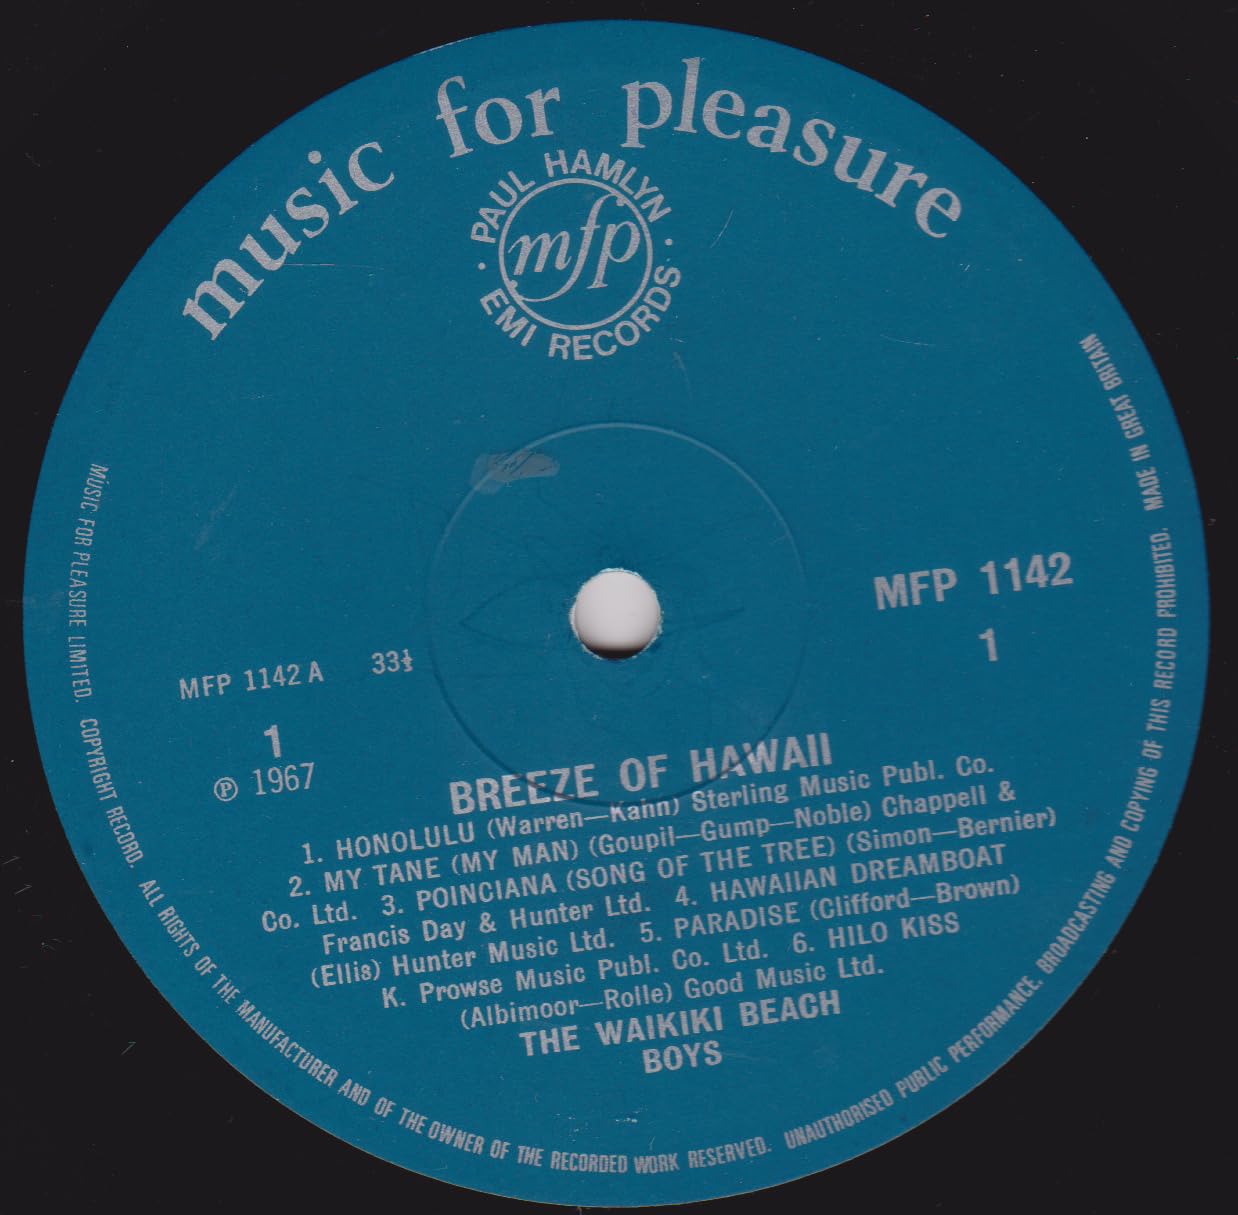 music for pleasure
PAUL HAMLYN
mfp
EMI RECORDS
MFP 1142
1
MFP 1142 A 33⅓
1
℗ 1967
BREEZE OF HAWAII
1. HONOLULU (Warren—Kahn) Sterling Music Publ. Co.
2. MY TANE (MY MAN) (Goupil—Gump—Noble) Chappell &
Co. Ltd. 3. POINCIANA (SONG OF THE TREE) (Simon—Bernier)
Francis Day & Hunter Ltd. 4. HAWAIIAN DREAMBOAT
(Ellis) Hunter Music Ltd. 5. PARADISE (Clifford—Brown)
K. Prowse Music Publ. Co. Ltd. 6. HILO KISS
(Albimoor—Rolle) Good Music Ltd.
THE WAIKIKI BEACH
BOYS
MUSIC FOR PLEASURE LIMITED. COPYRIGHT RECORD. ALL RIGHTS OF THE MANUFACTURER AND OF THE OWNER OF THE RECORDED WORK RESERVED. UNAUTHORISED PUBLIC PERFORMANCE. BROADCASTING AND COPYING OF THIS RECORD PROHIBITED. MADE IN GREAT BRITAIN